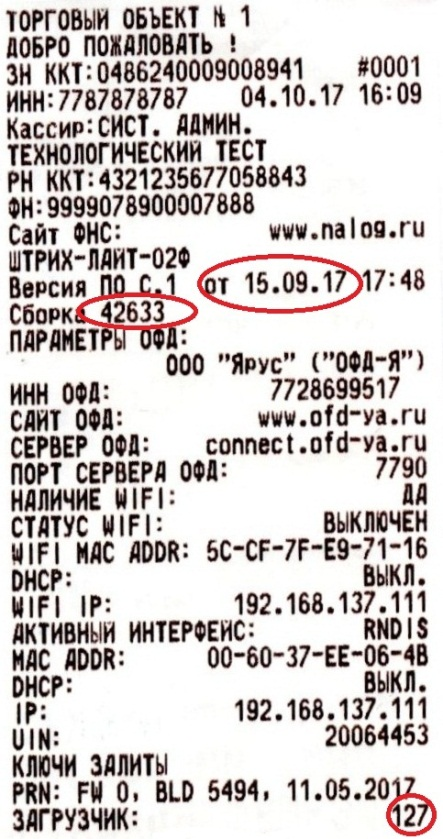 ТОРГОВЫЙ ОБЪЕКТ № 1
ДОБРО ПОЖАЛОВАТЬ !
ЗН ККТ:0486240009008941 #0001
ИНН:7787878787 04.10.17 16:09
Кассир:СИСТ. АДМИН.
ТЕХНОЛОГИЧЕСКИЙ ТЕСТ
РН ККТ:4321235677058843
ФН:9999078900007888
Сайт ФНС: www.nalog.ru
ШТРИХ-ЛАЙТ-02Ф
Версия ПО С.1 от 15.09.17 17:48
Сборка 42633
ПАРАМЕТРЫ ОФД:
ООО "Ярус" ("ОФД-Я")
ИНН ОФД: 7728699517
САЙТ ОФД: www.ofd-ya.ru
СЕРВЕР ОФД: connect.ofd-ya.ru
ПОРТ СЕРВЕРА ОФД: 7790
НАЛИЧИЕ WIFI: ДА
СТАТУС WIFI: ВЫКЛЮЧЕН
WIFI MAC ADDR: 5C-CF-7F-E9-71-16
DHCP: ВЫКЛ.
WIFI IP: 192.168.137.111
АКТИВНЫЙ ИНТЕРФЕЙС: RNDIS
MAC ADDR: 00-60-37-EE-06-4B
DHCP: ВЫКЛ.
IP: 192.168.137.111
UIN: 20064453
КЛЮЧИ ЗАЛИТЫ
PRN: FW 0, BLD 5494, 11.05.2017
ЗАГРУЗЧИК: 127